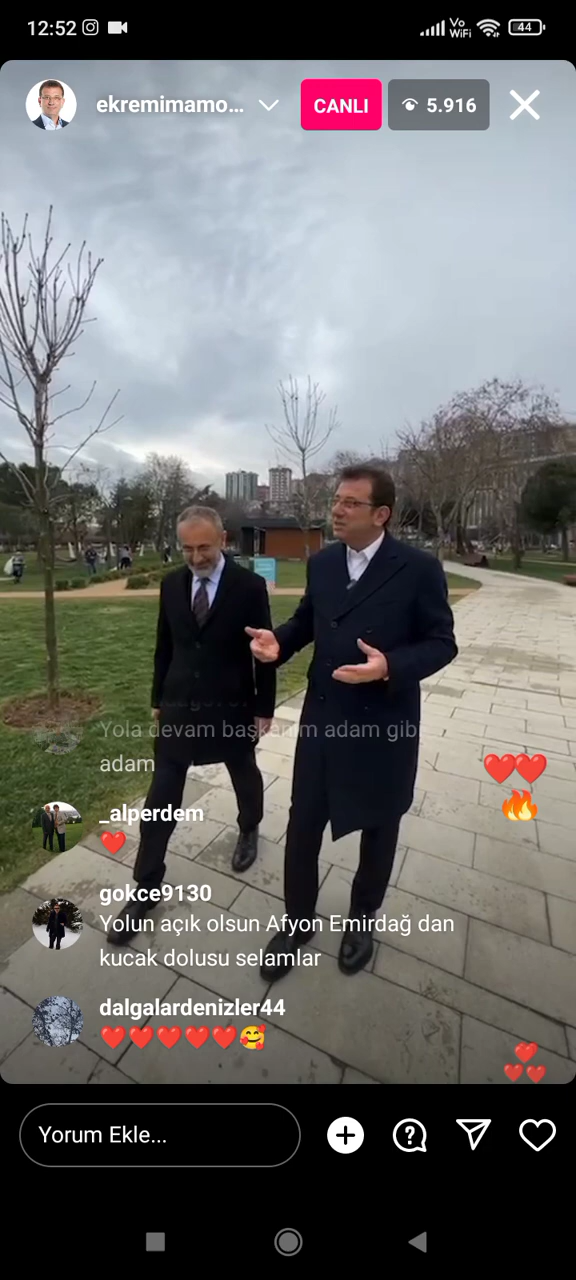 12:52
Vo
WiFi
44
ekremimamo...
CANLI
5.916
Yola devam başkanım adam gibi
adam
_alperdem
❤️
gokce9130
Yolun açık olsun Afyon Emirdağ dan
kucak dolusu selamlar
dalgalardenizler44
❤️❤️❤️❤️❤️🥰
Yorum Ekle...